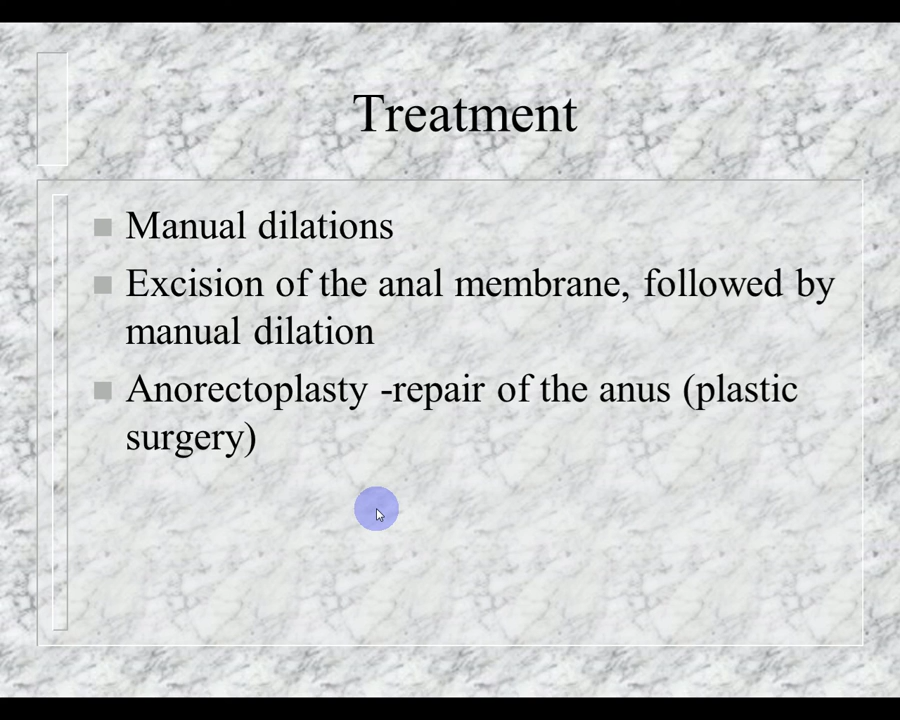 Treatment
Manual dilations
Excision of the anal membrane, followed by
manual dilation
Anorectoplasty -repair of the anus (plastic
surgery)